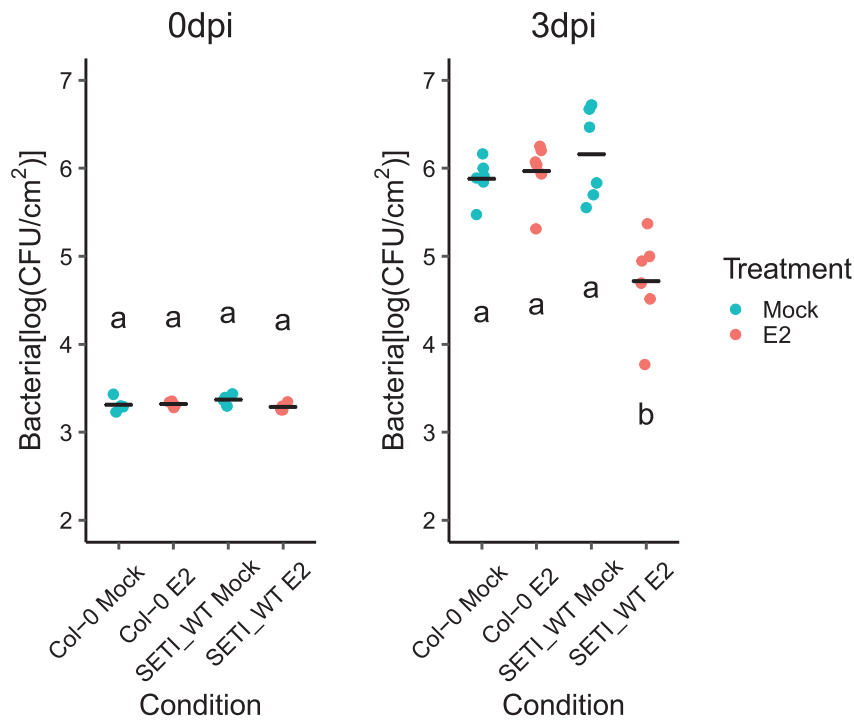 0dpi
Bacteria[log(CFU/cm²)]
7
6
5
4
3
2
a a a a
Col−0 Mock
Col−0 E2
SETI_WT Mock
SETI_WT E2
Condition
3dpi
Bacteria[log(CFU/cm²)]
7
6
5
4
3
2
a a a b
Col−0 Mock
Col−0 E2
SETI_WT Mock
SETI_WT E2
Condition
Treatment
Mock
E2